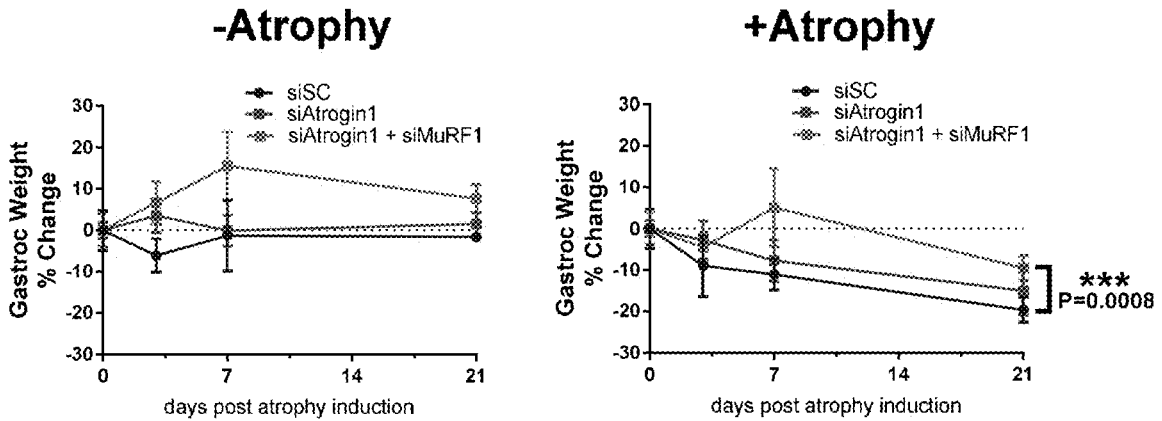 -Atrophy
siSC
siAtrogin1
siAtrogin1 + siMuRF1
Gastroc Weight
% Change
30
20
10
0
-10
-20
-30
0
7
14
21
days post atrophy induction
+Atrophy
siSC
siAtrogin1
siAtrogin1 + siMuRF1
Gastroc Weight
% Change
30
20
10
0
-10
-20
-30
0
7
14
21
days post atrophy induction
***
P=0.0008